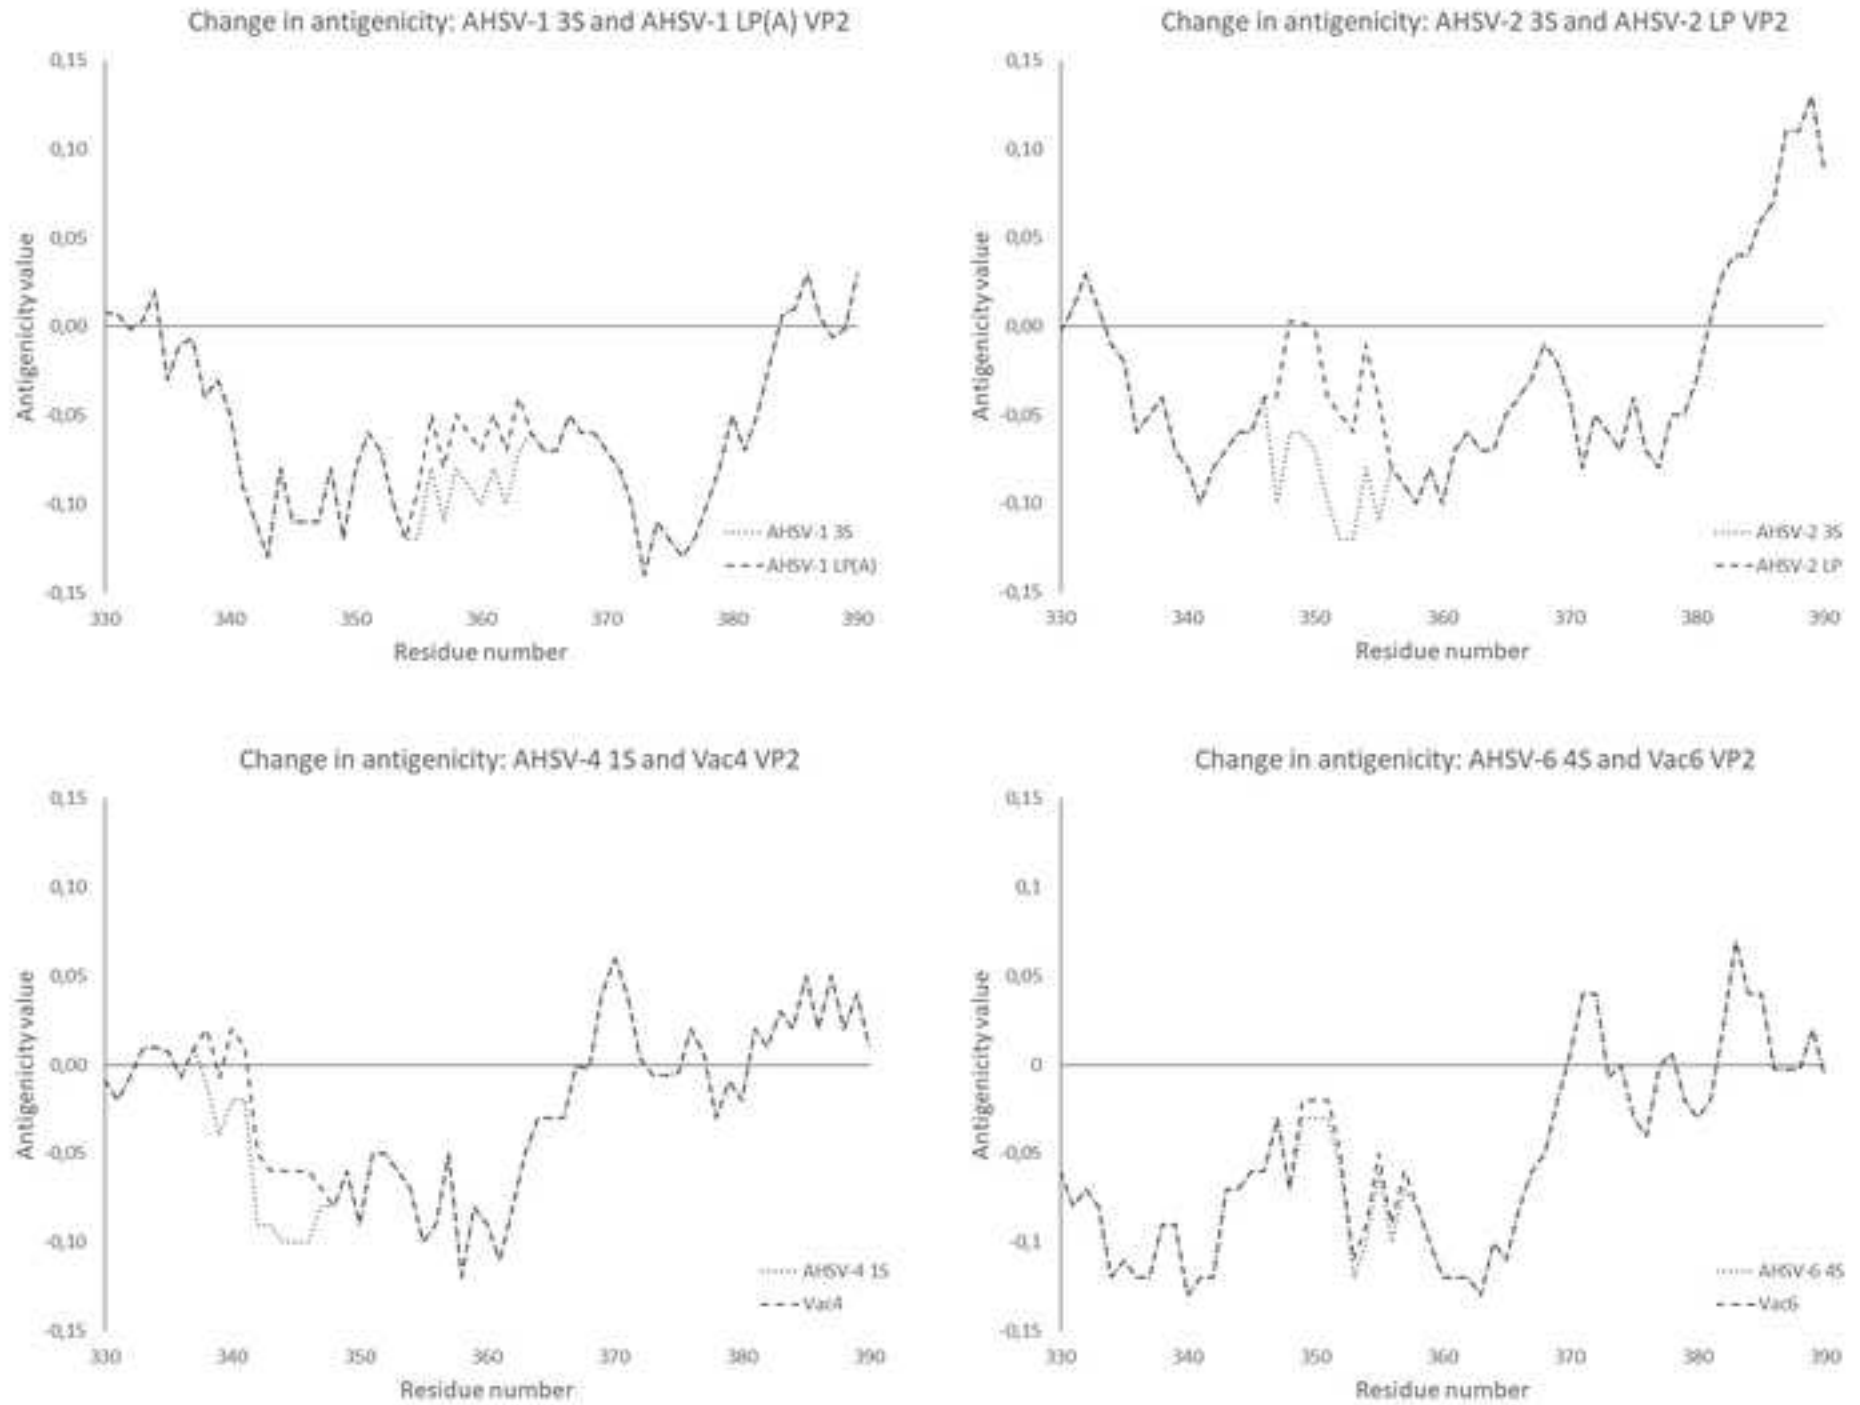 Change in antigenicity: AHSV-1 3S and AHSV-1 LP(A) VP2
0,15
0,10
0,05
0,00
-0,05
-0,10
-0,15
Antigenicity value
330 340 350 360 370 380 390
Residue number
AHSV-1 3S
AHSV-1 LP(A)
Change in antigenicity: AHSV-2 3S and AHSV-2 LP VP2
0,15
0,10
0,05
0,00
-0,05
-0,10
-0,15
Antigenicity value
330 340 350 360 370 380 390
Residue number
AHSV-2 3S
AHSV-2 LP
Change in antigenicity: AHSV-4 1S and Vac4 VP2
0,15
0,10
0,05
0,00
-0,05
-0,10
-0,15
Antigenicity value
330 340 350 360 370 380 390
Residue number
AHSV-4 1S
Vac4
Change in antigenicity: AHSV-6 4S and Vac6 VP2
0,15
0,1
0,05
0
-0,05
-0,1
-0,15
Antigenicity value
330 340 350 360 370 380 390
Residue number
AHSV-6 4S
Vac6